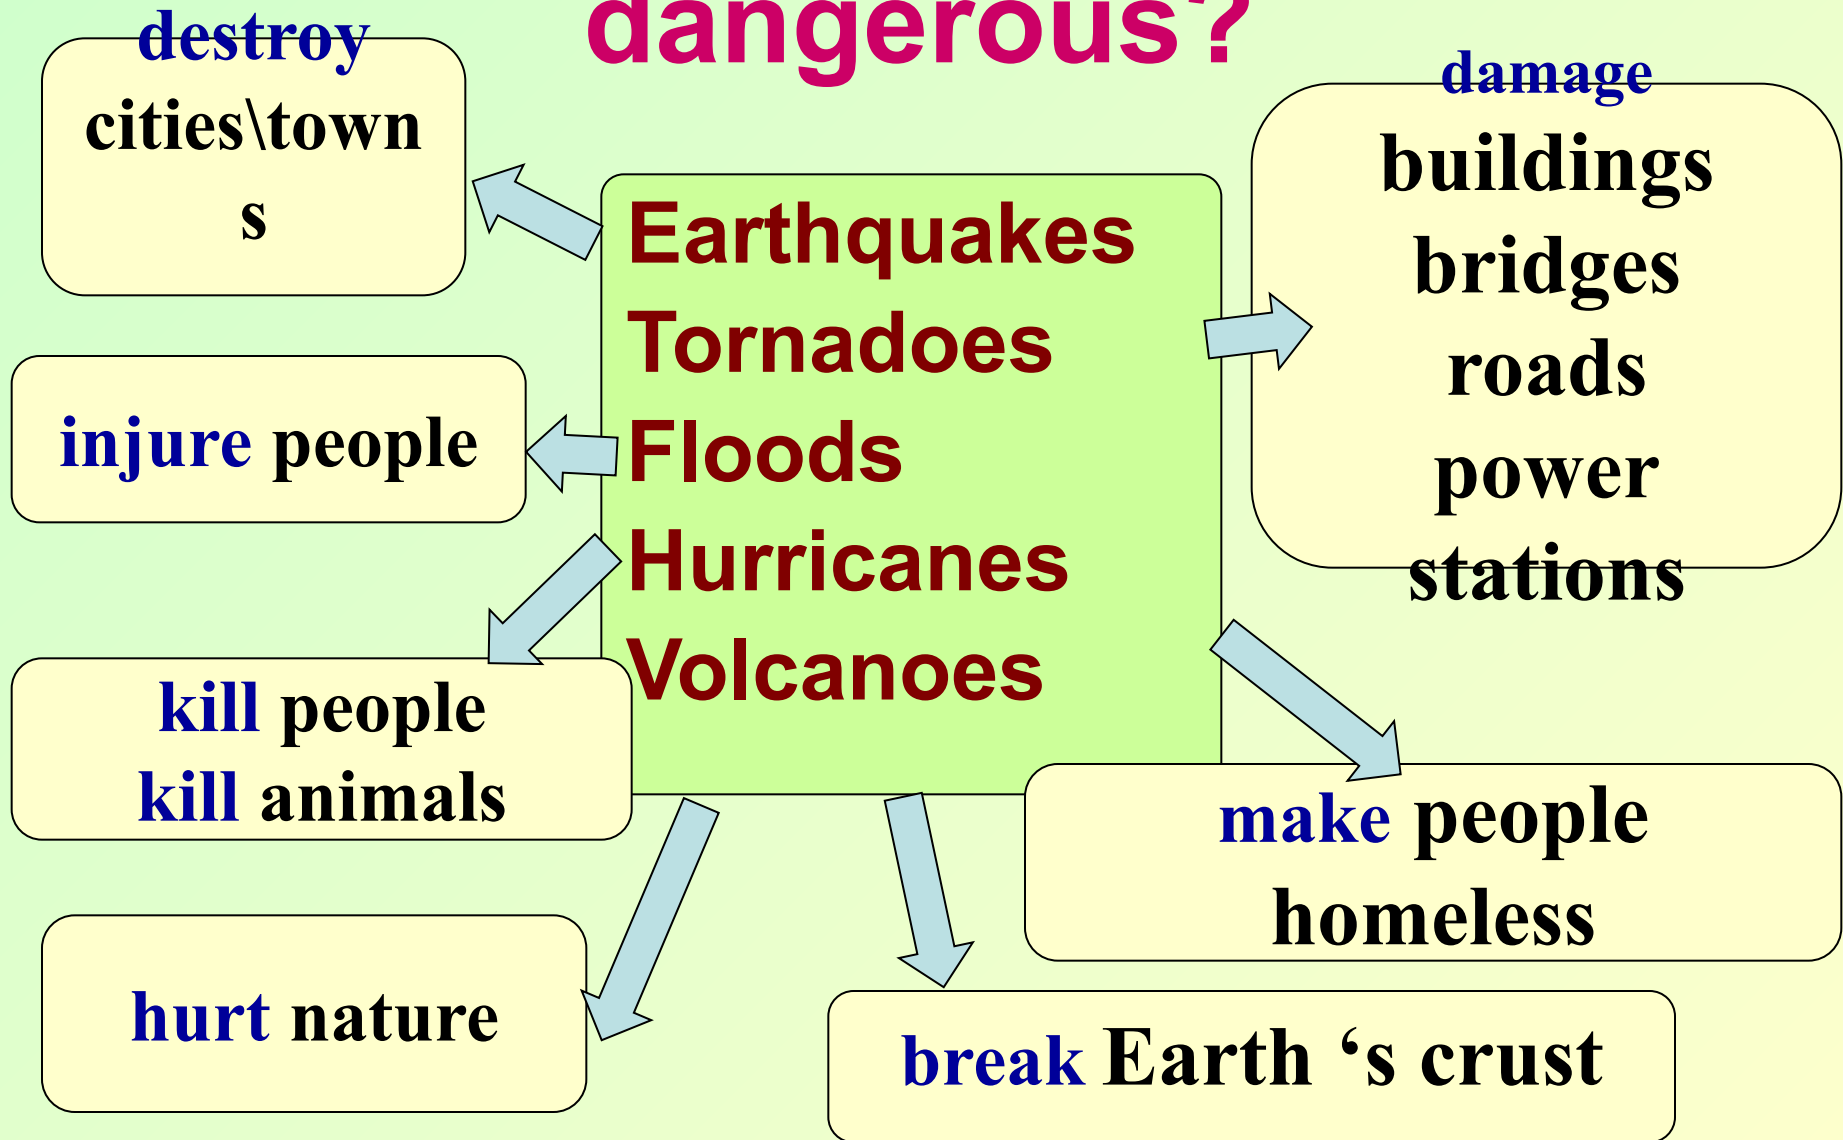 dangerous?
destroy
cities\town
s
damage
buildings
bridges
roads
power
stations
Earthquakes
Tornadoes
Floods
Hurricanes
Volcanoes
injure people
kill people
kill animals
make people
homeless
hurt nature
break Earth ‘s crust